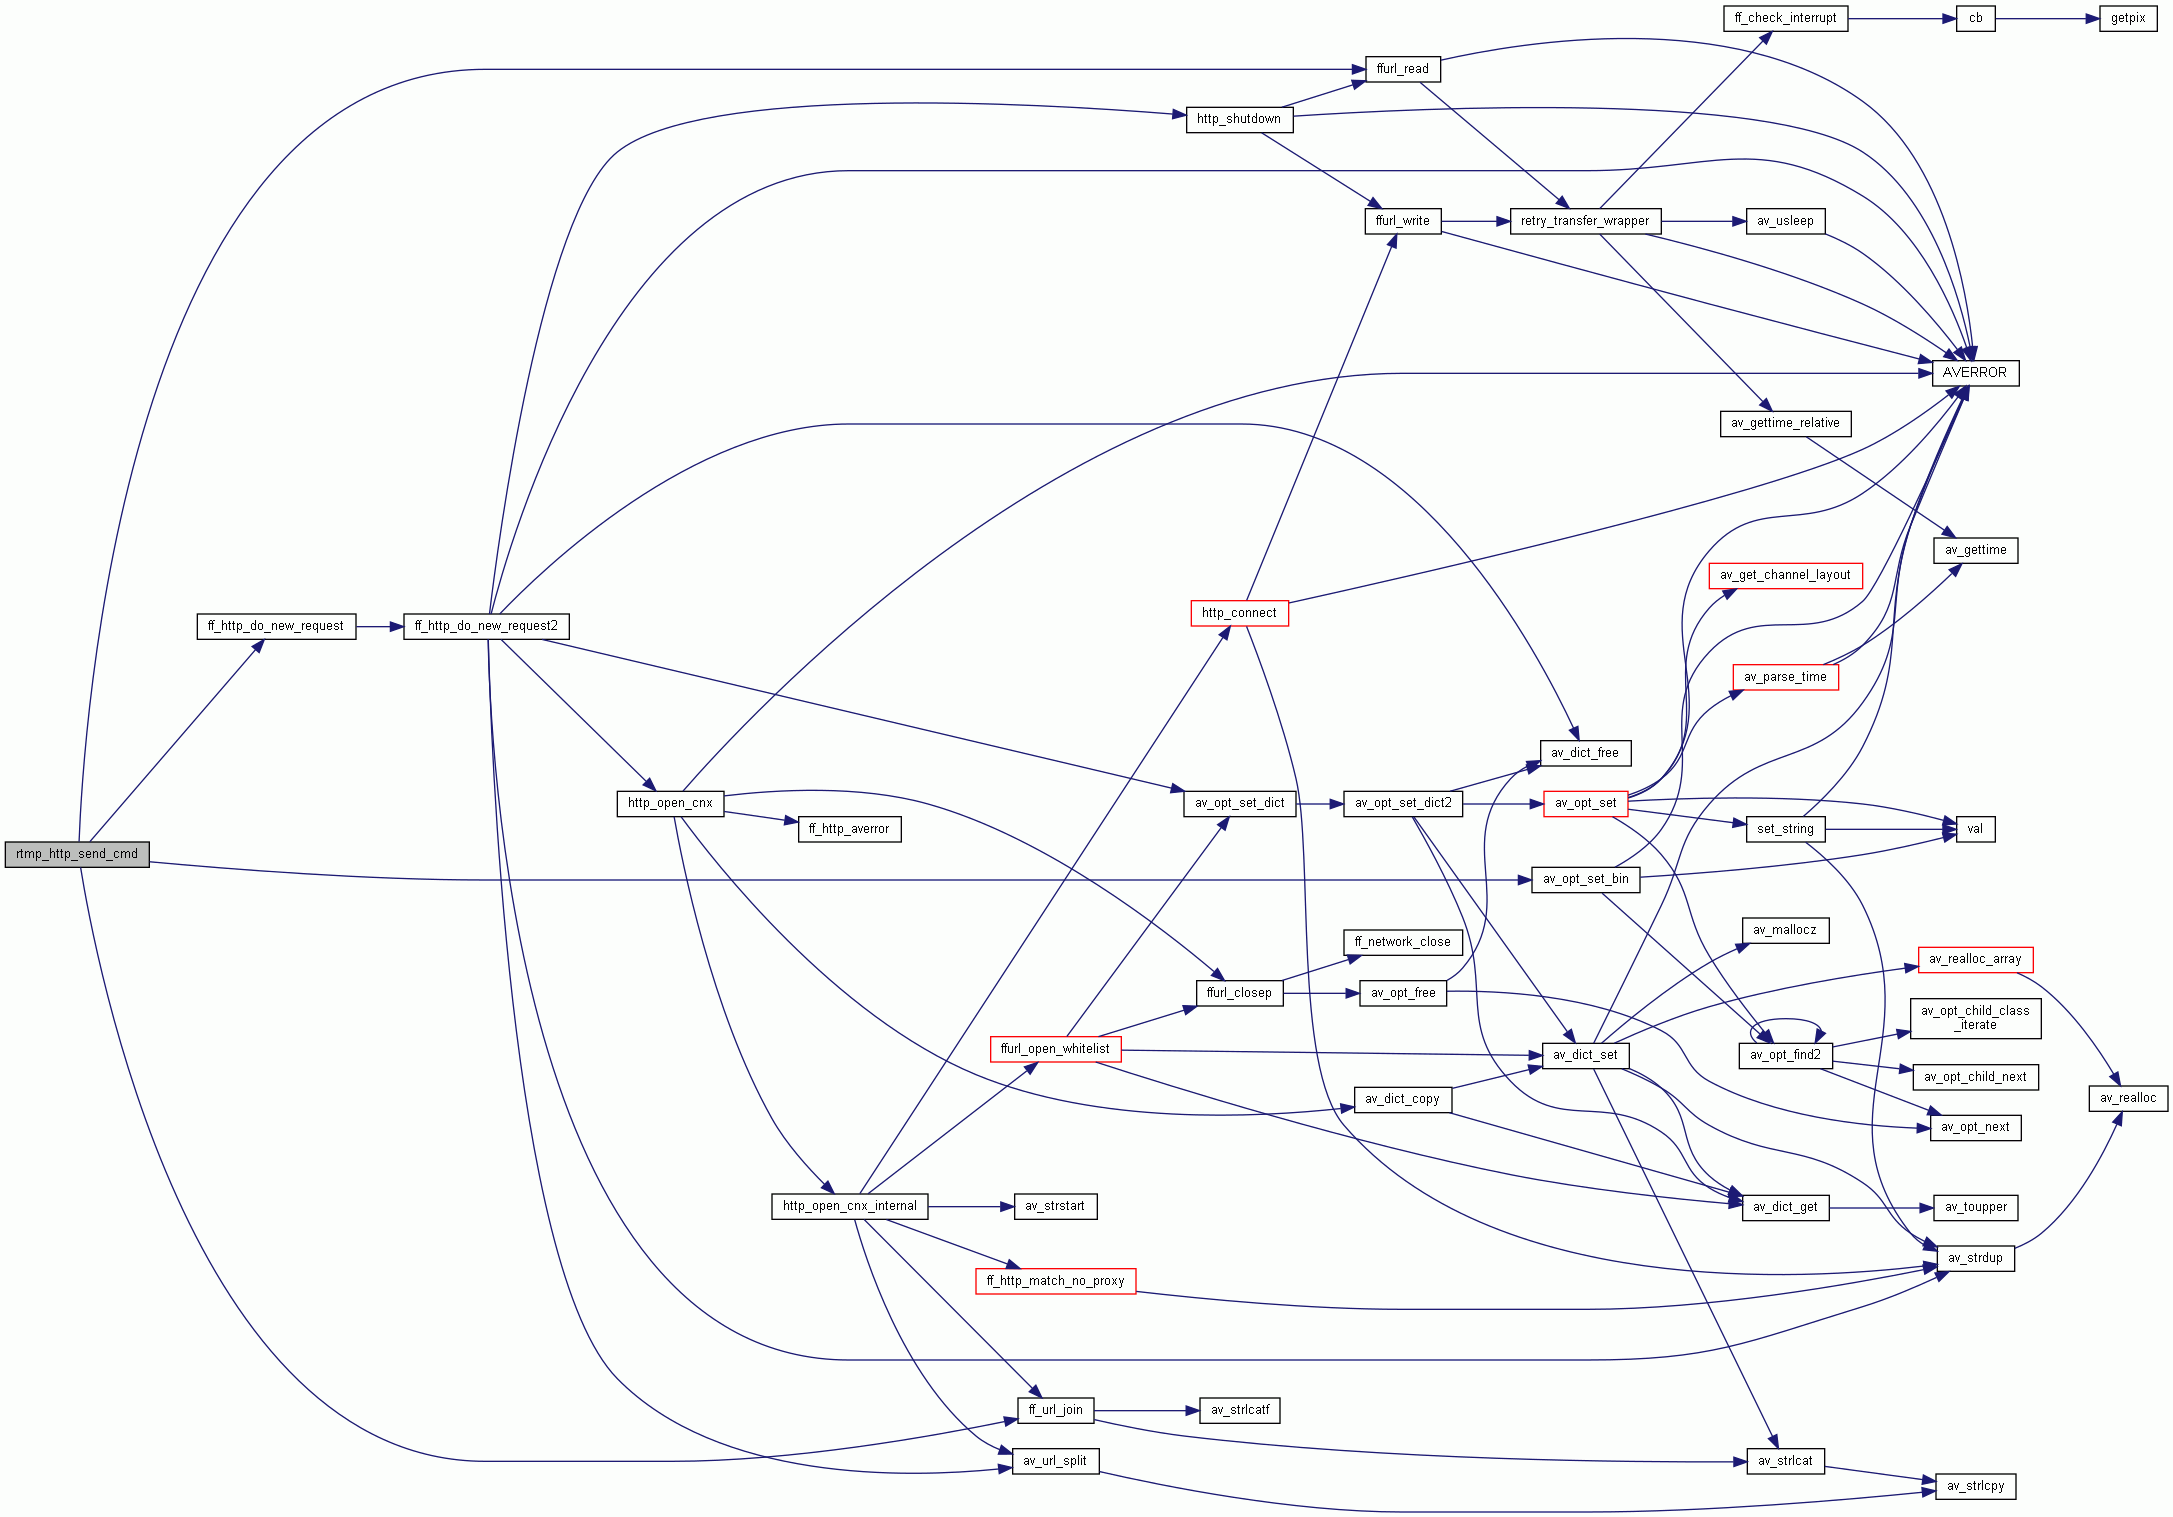 ff_check_interrupt
cb
getpix
ffurl_read
http_shutdown
ffurl_write
retry_transfer_wrapper
av_usleep
AVERROR
av_gettime_relative
av_gettime
av_get_channel_layout
http_connect
ff_http_do_new_request
ff_http_do_new_request2
av_parse_time
av_dict_free
http_open_cnx
av_opt_set_dict
av_opt_set_dict2
av_opt_set
ff_http_averror
set_string
val
rtmp_http_send_cmd
av_opt_set_bin
av_mallocz
ff_network_close
av_realloc_array
ffurl_closep
av_opt_free
av_opt_child_class
_iterate
ffurl_open_whitelist
av_dict_set
av_opt_find2
av_opt_child_next
av_dict_copy
av_realloc
av_opt_next
http_open_cnx_internal
av_strstart
av_dict_get
av_toupper
av_strdup
ff_http_match_no_proxy
ff_url_join
av_strlcatf
av_url_split
av_strlcat
av_strlcpy